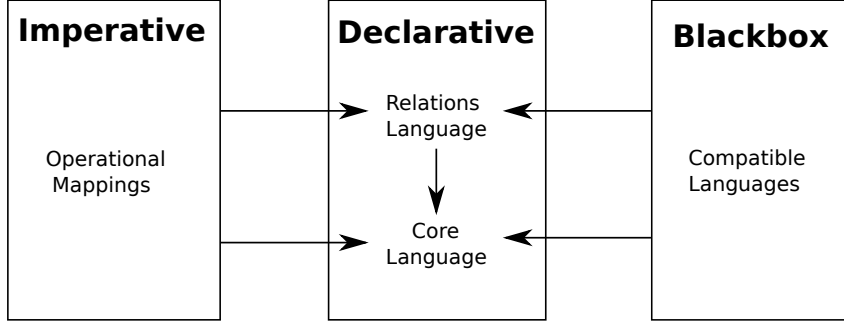 Imperative
Operational
Mappings
Declarative
Relations
Language
Core
Language
Blackbox
Compatible
Languages